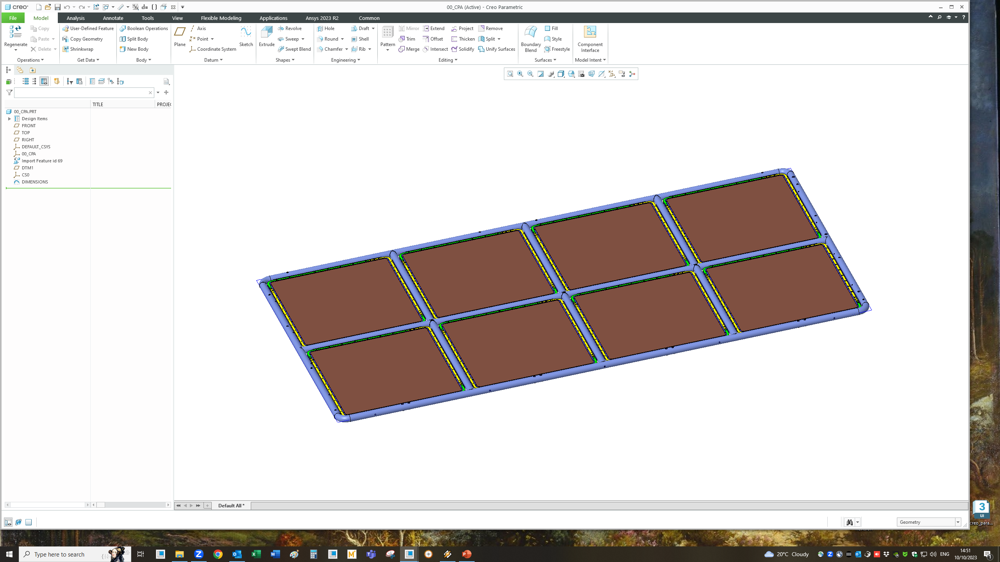 creo
d=
00_CPA (Active) - Creo Parametric
File Model Analysis Annotate Tools View Flexible Modeling Applications Ansys 2023 R2 Common
Regenerate
Copy
Paste
Delete
Operations
User-Defined Feature
Copy Geometry
Shrinkwrap
Get Data
Boolean Operations
Split Body
New Body
Body
Plane
Axis
Point
Coordinate System
Sketch
Datum
Extrude
Revolve
Sweep
Swept Blend
Shapes
Hole
Round
Chamfer
Draft
Shell
Rib
Engineering
Pattern
Mirror
Trim
Merge
Extend
Offset
Intersect
Project
Thicken
Solidify
Remove
Split
Unify Surfaces
Editing
Boundary
Blend
Fill
Style
Freestyle
Surfaces
Component
Interface
Model Intent
TITLE
PROJEC
00_CPA.PRT
Design Items
FRONT
TOP
RIGHT
DEFAULT_CSYS
00_CPA
Import Feature id 69
DTM1
CS0
DIMENSIONS
Default All *
Geometry
3
UI
creo_para...
Type here to search
20°C Cloudy
ENG
14:51
10/10/2023